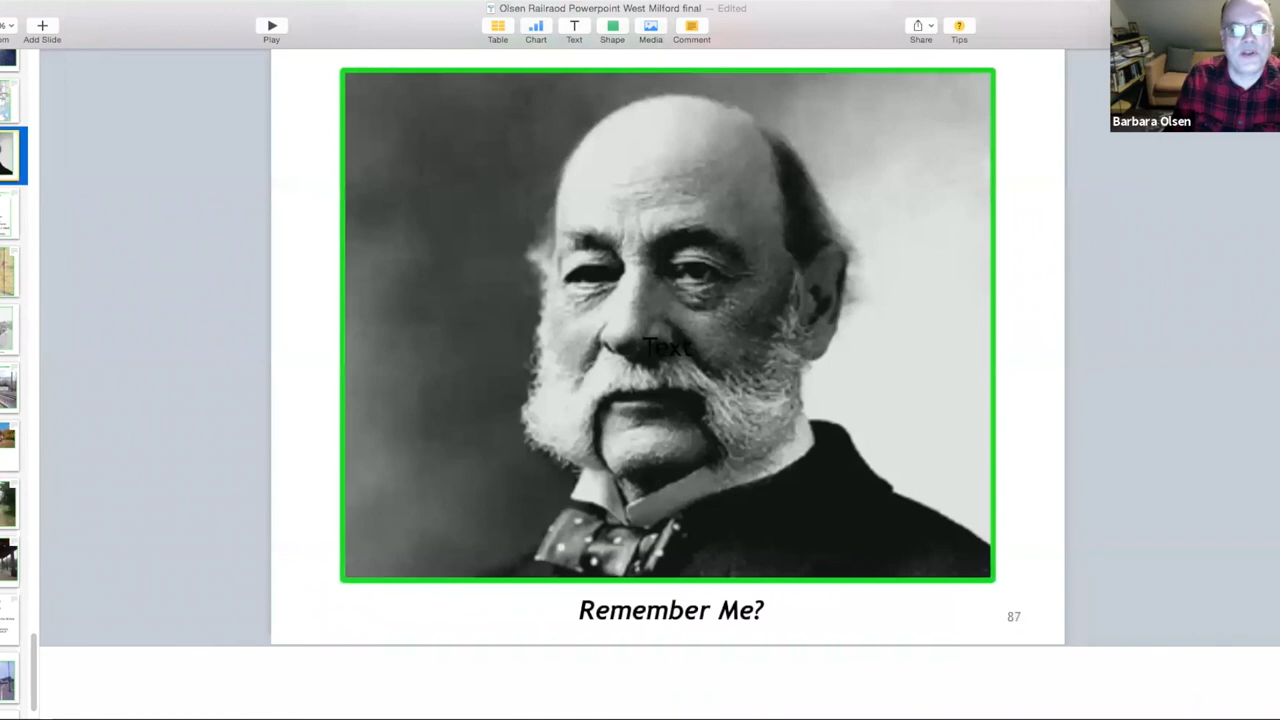 Olsen Railraod Powerpoint West Milford final — Edited
Add Slide
Play
Table
Chart
Text
Shape
Media
Comment
Share
Tips
Barbara Olsen
Text
Remember Me?
87